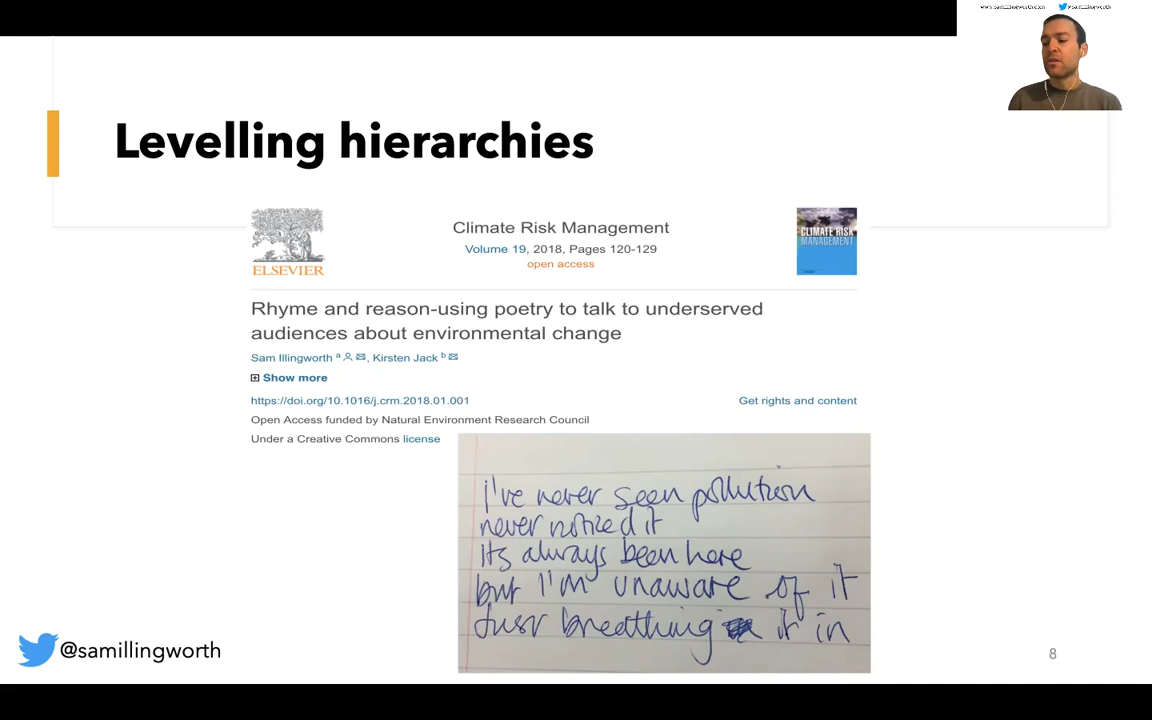 www.samillingworth.com @samillingworth
Levelling hierarchies
ELSEVIER
Climate Risk Management
Volume 19, 2018, Pages 120-129
open access
CLIMATE RISK
MANAGEMENT
Rhyme and reason-using poetry to talk to underserved
audiences about environmental change
Sam Illingworth a, Kirsten Jack b
Show more
https://doi.org/10.1016/j.crm.2018.01.001
Get rights and content
Open Access funded by Natural Environment Research Council
Under a Creative Commons license
i've never seen pollution
never noticed it
its always been here
but I'm unaware of it
Just breathing it in
@samillingworth
8